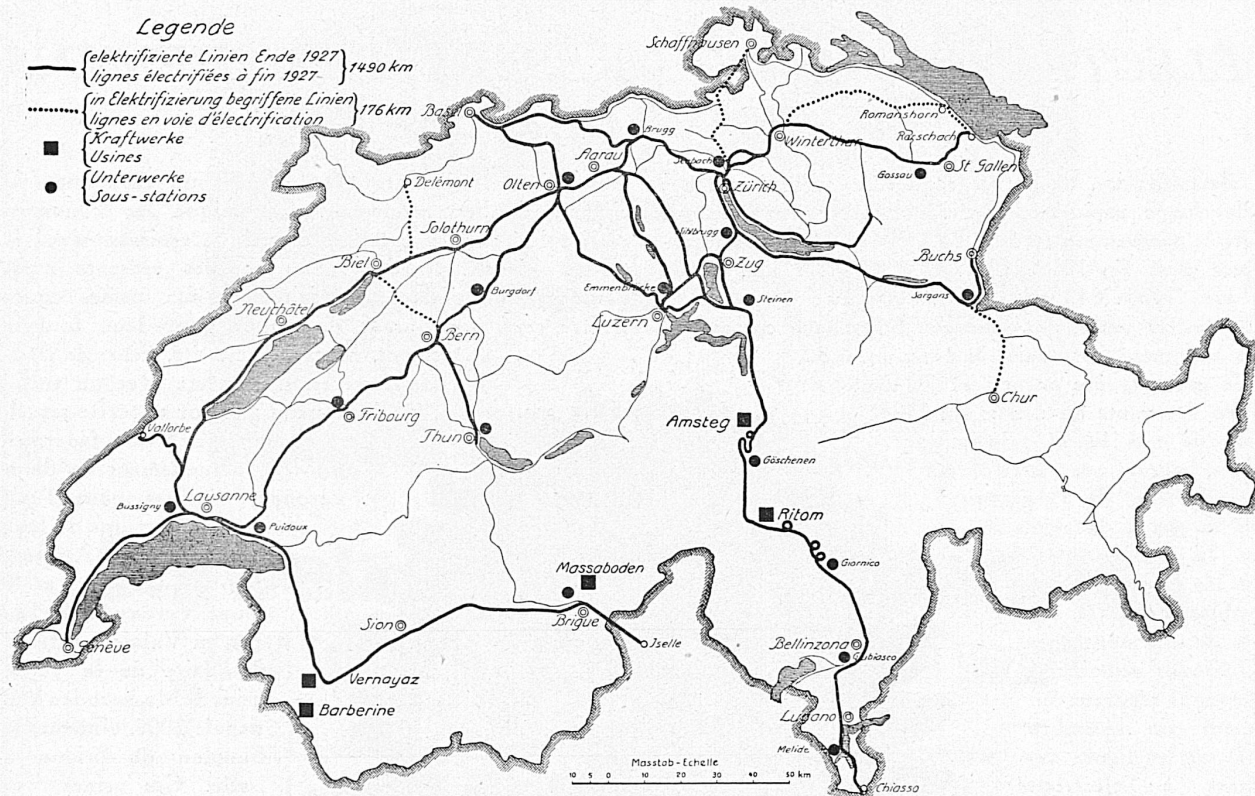 Legende
elektrifizierte Linien Ende 1927
lignes électrifiées à fin 1927
1490 km
in Elektrifizierung begriffene Linien
lignes en voie d'électrification
176 km
Kraftwerke
Usines
Unterwerke
Sous-stations
Schaffhausen
Basel
Brugg
Romanshorn
Winterthur
Rorschach
Aarau
Seebach
Gossau
St Gallen
Delémont
Olten
Zürich
Solothurn
Sihlbrugg
Buchs
Biel
Zug
Burgdorf
Emmenbrücke
Steinen
Sargans
Neuchâtel
Luzern
Bern
Chur
Fribourg
Amsteg
Vallorbe
Thun
Göschenen
Lausanne
Bussigny
Puidoux
Ritom
Giornico
Massaboden
Sion
Brigue
Iselle
Bellinzona
Giubiasco
Genève
Vernayaz
Barberine
Lugano
Melide
Masstab-Echelle
10 5 0 10 20 30 40 50 km
Chiasso